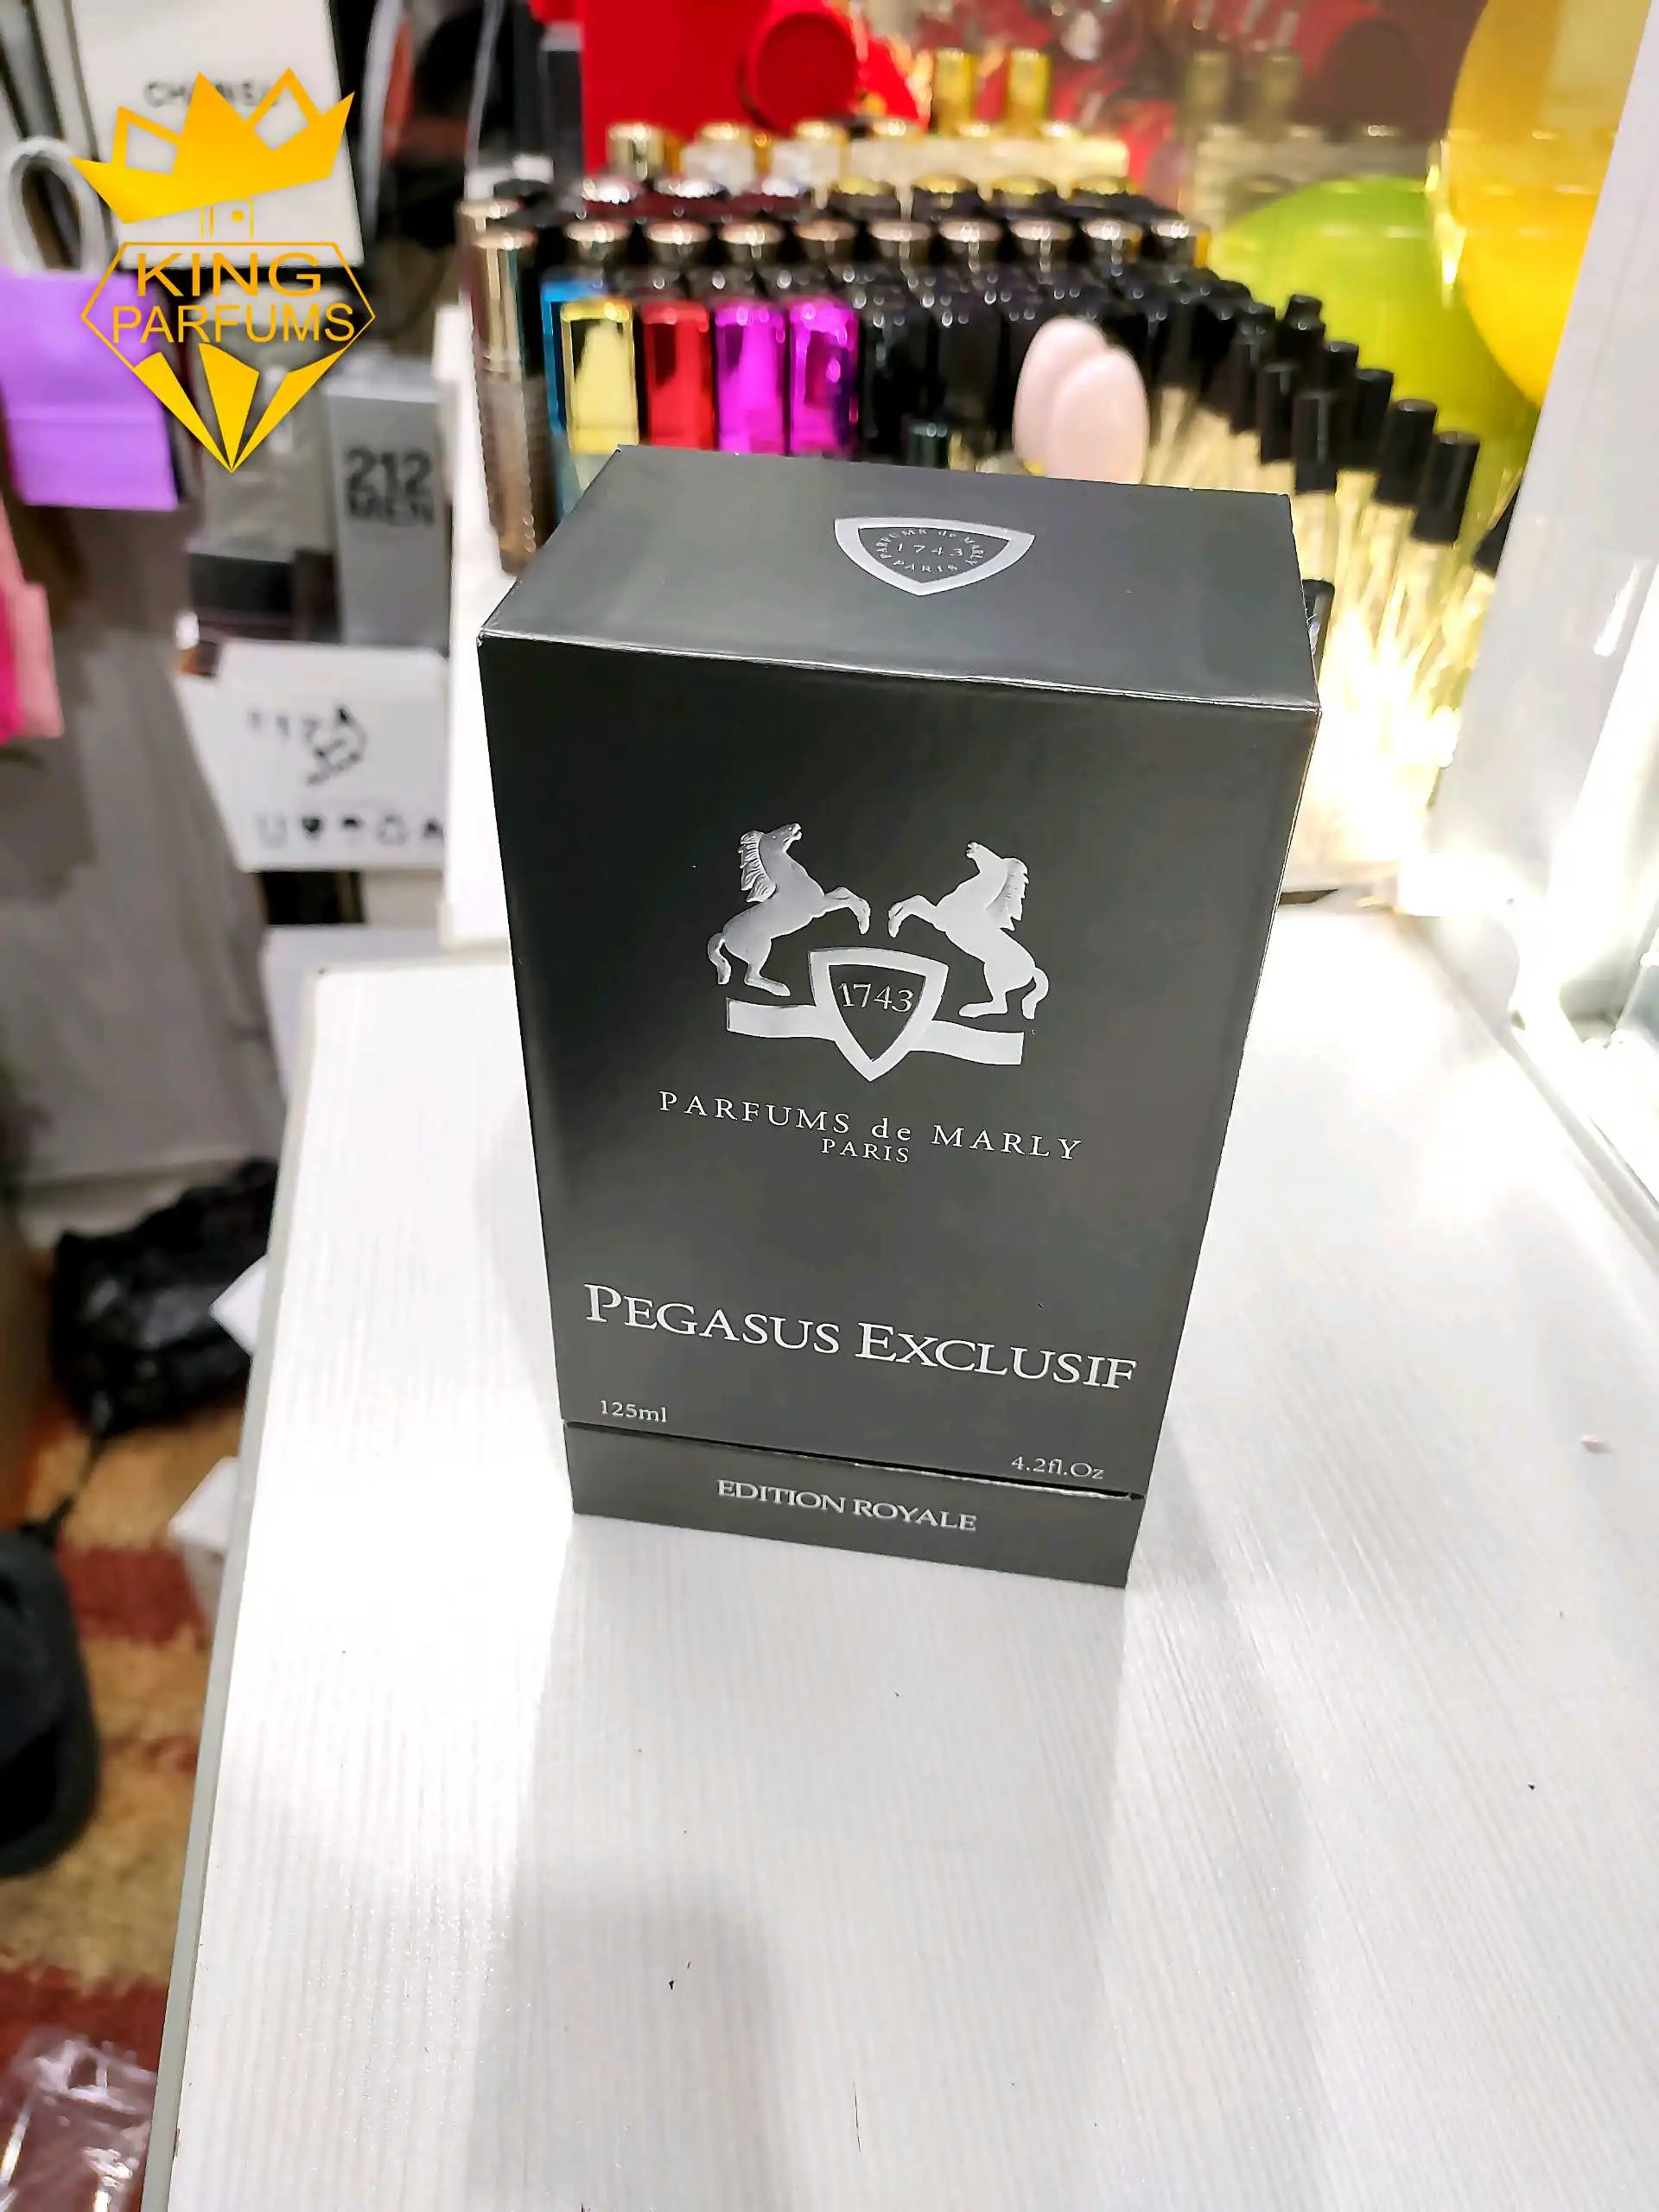 CHANEL
KING
PARFUMS
212
MEN
PARFUMS de MARLY
1743
PARIS
1743
PARFUMS de MARLY
PARIS
PEGASUS EXCLUSIF
125ml
4.2fl.Oz
EDITION ROYALE